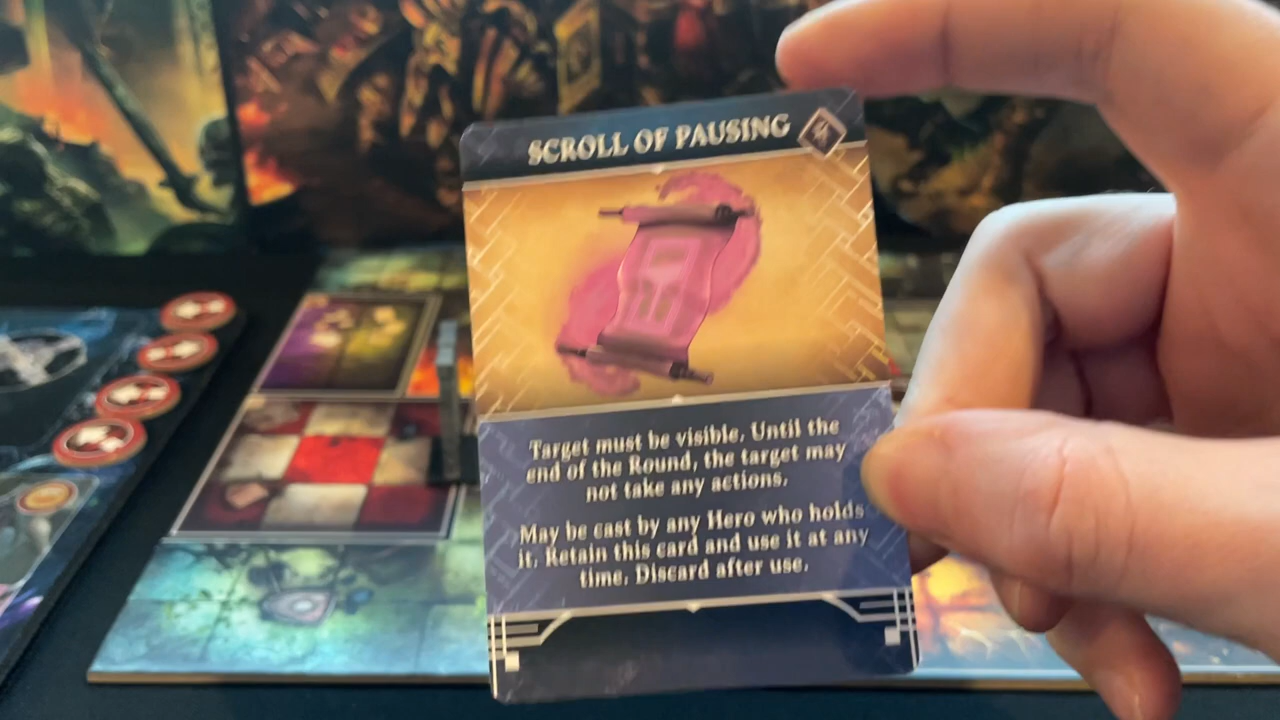 SCROLL OF PAUSING
Target must be visible. Until the
end of the Round, the target may
not take any actions.
May be cast by any Hero who holds
it. Retain this card and use it at any
time. Discard after use.